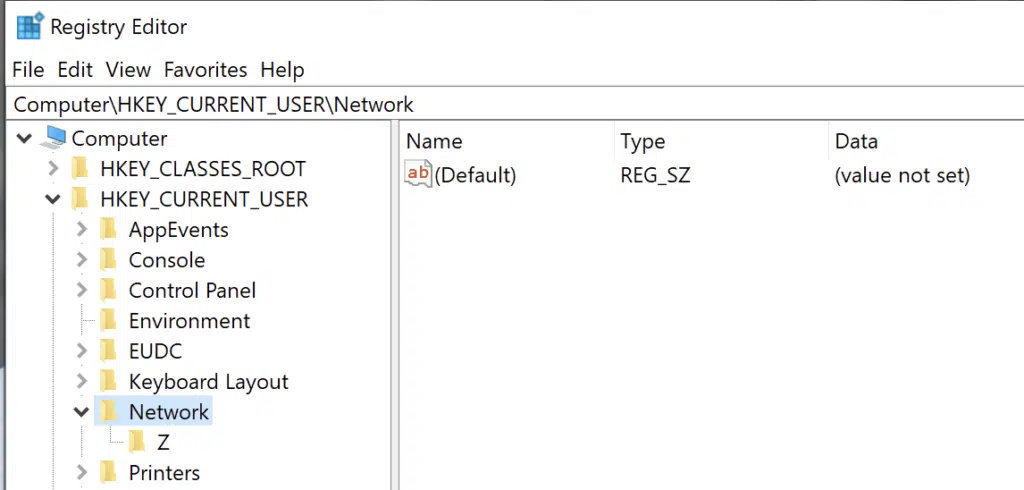 Registry Editor
File Edit View Favorites Help
Computer\HKEY_CURRENT_USER\Network
Computer
HKEY_CLASSES_ROOT
HKEY_CURRENT_USER
AppEvents
Console
Control Panel
Environment
EUDC
Keyboard Layout
Network
Z
Printers
Name Type Data
ab (Default) REG_SZ (value not set)